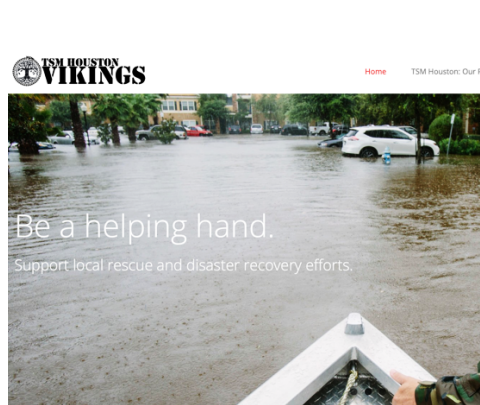 TSM HOUSTON
VIKINGS
Home
TSM Houston: Our
Be a helping hand.
Support local rescue and disaster recovery efforts.